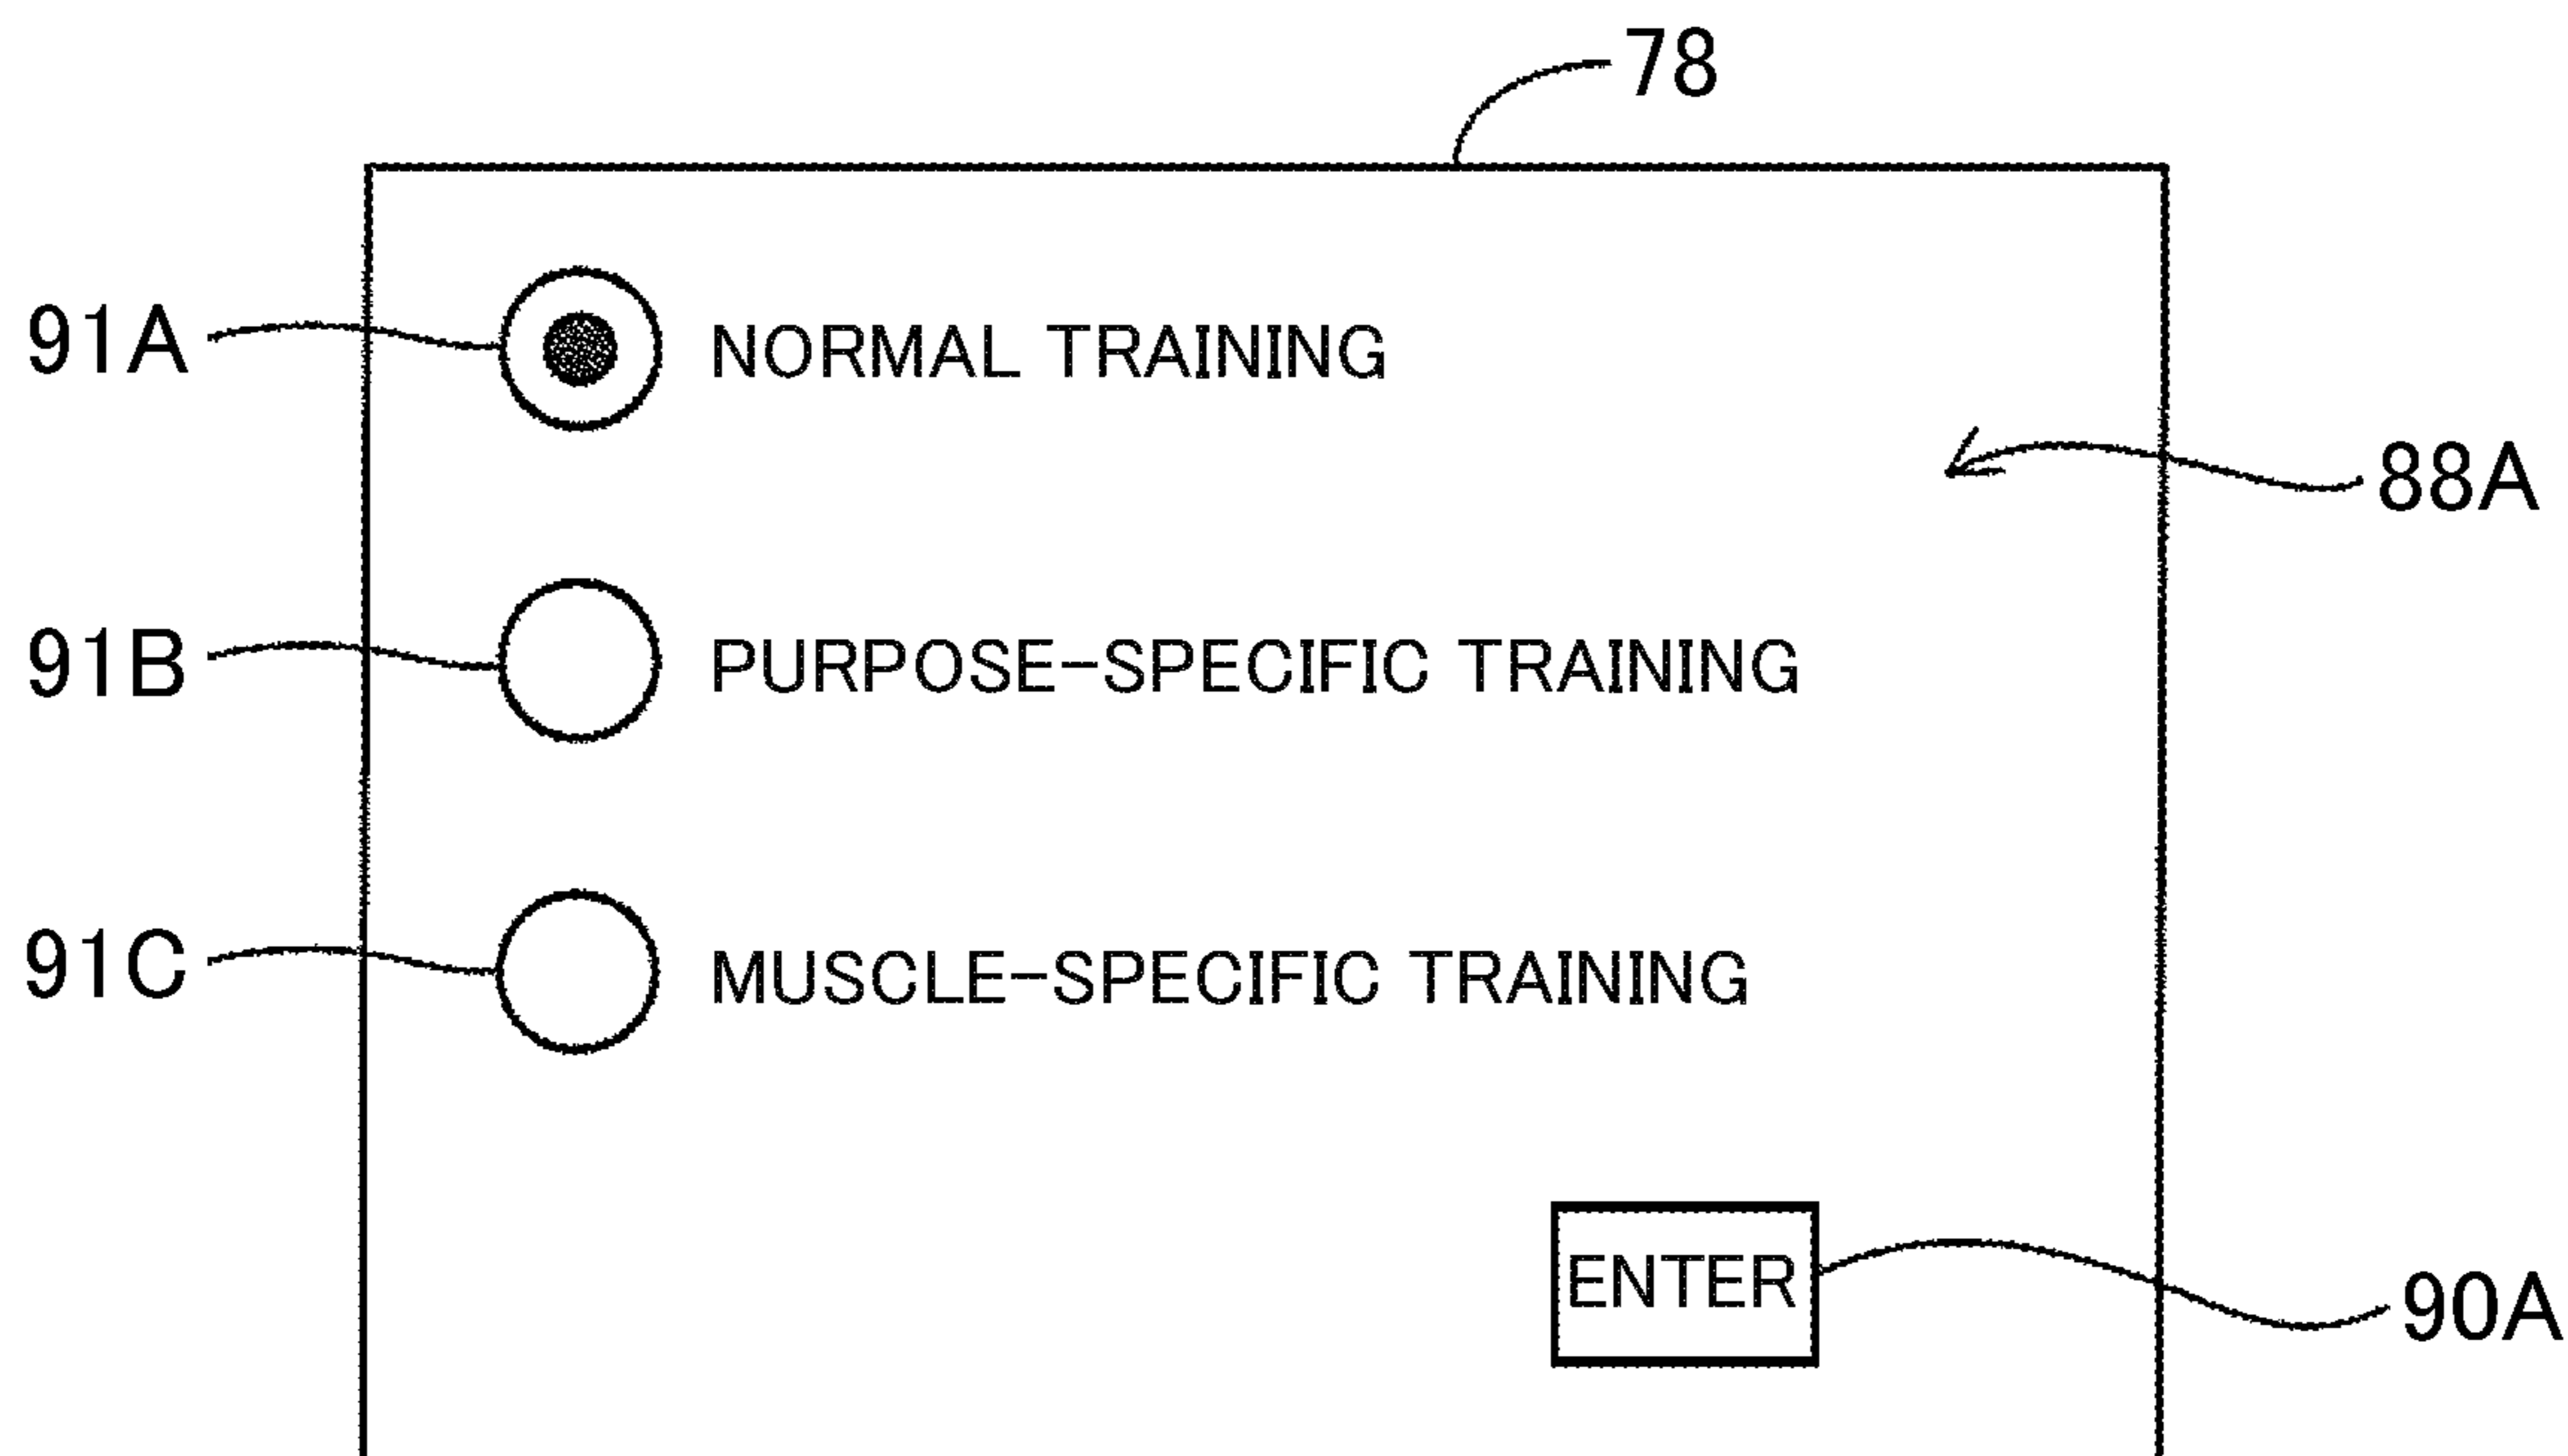 78
91A NORMAL TRAINING
88A
91B PURPOSE-SPECIFIC TRAINING
91C MUSCLE-SPECIFIC TRAINING
ENTER
90A